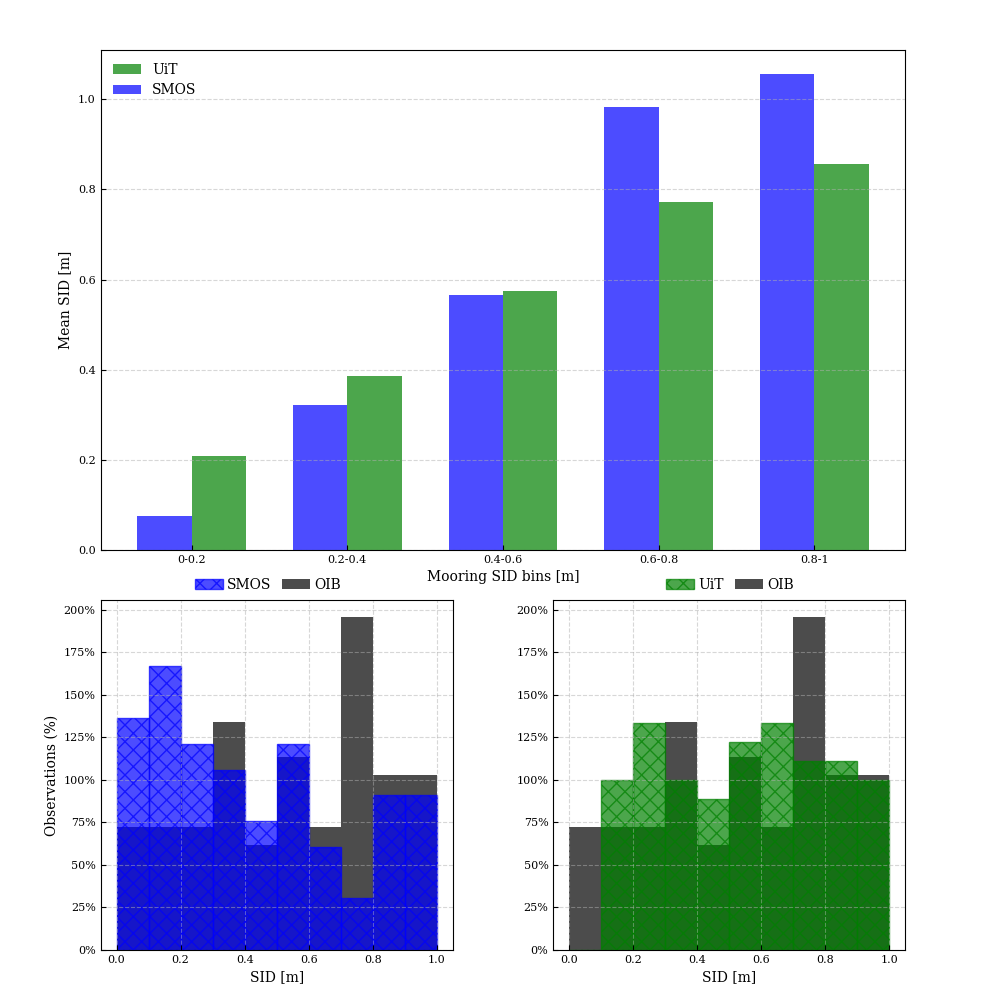 UiT
SMOS
1.0
0.8
0.6
0.4
0.2
0.0
Mean SID [m]
0-0.2 0.2-0.4 0.4-0.6 0.6-0.8 0.8-1
Mooring SID bins [m]
SMOS OIB
200%
175%
150%
125%
100%
75%
50%
25%
0%
Observations (%)
0.0 0.2 0.4 0.6 0.8 1.0
SID [m]
UiT OIB
200%
175%
150%
125%
100%
75%
50%
25%
0%
0.0 0.2 0.4 0.6 0.8 1.0
SID [m]